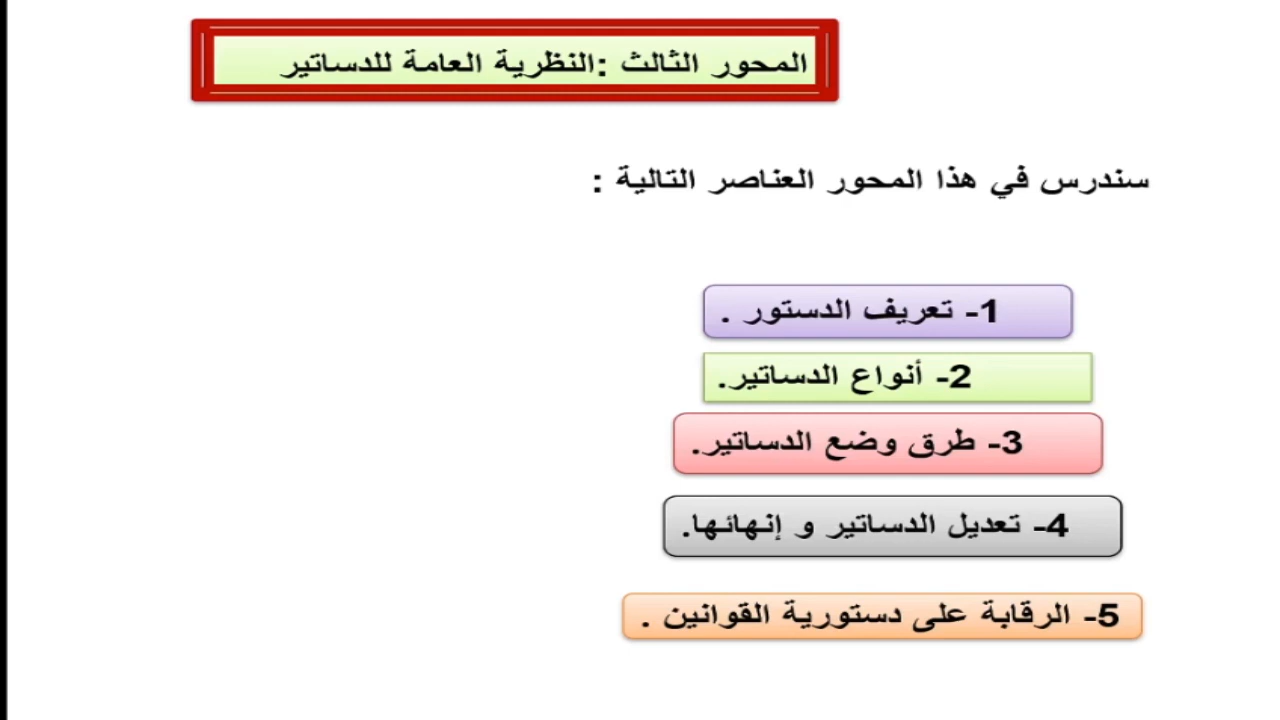 المحور الثالث :النظرية العامة للدساتير
سندرس في هذا المحور العناصر التالية :
1- تعريف الدستور .
2- أنواع الدساتير.
3- طرق وضع الدساتير.
4- تعديل الدساتير و إنهائها.
5- الرقابة على دستورية القوانين .